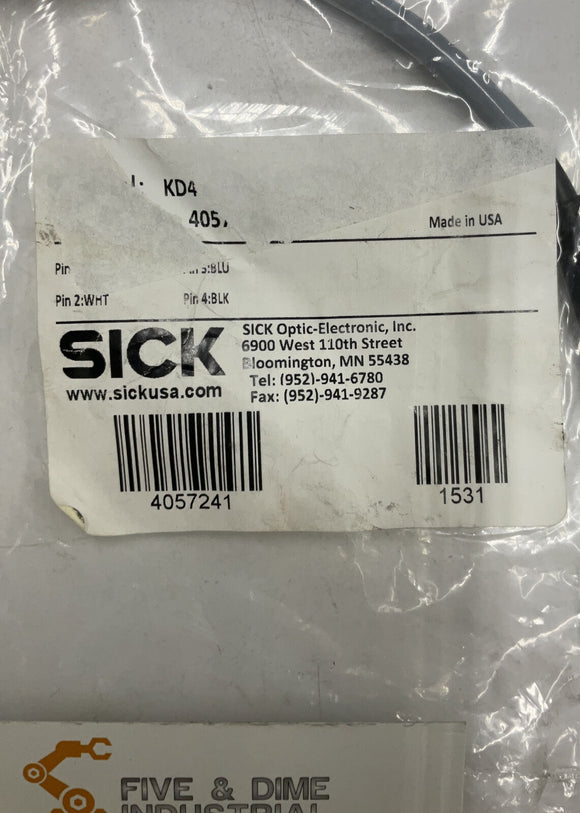 KD4
405
Made in USA
Pin 3:BLU
Pin 2:WHT Pin 4:BLK
SICK
SICK Optic-Electronic, Inc.
6900 West 110th Street
Bloomington, MN 55438
Tel: (952)-941-6780
Fax: (952)-941-9287
www.sickusa.com
4057241
1531
FIVE & DIME
INDUSTRIAL